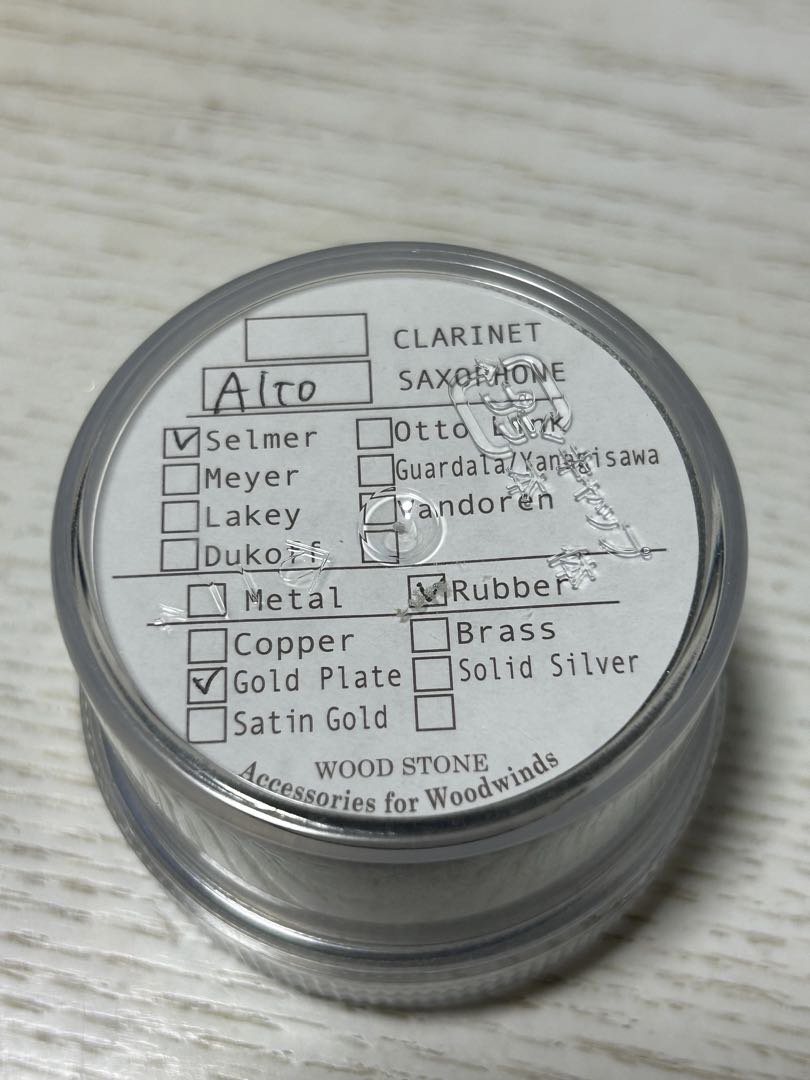 CLARINET
Alto SAXOPHONE
Selmer Otto Link
Meyer Guardala/Yanagisawa
Lakey Vandoren
Dukoff
Metal Rubber
Copper Brass
Gold Plate Solid Silver
Satin Gold
WOOD STONE
Accessories for Woodwinds